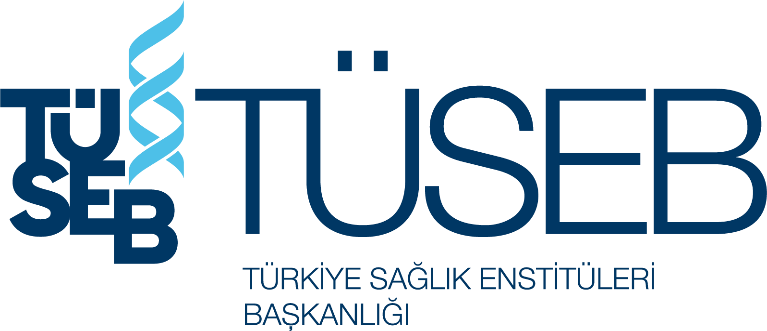 TÜ
SEB
TÜSEB
TÜRKİYE SAĞLIK ENSTİTÜLERİ
BAŞKANLIĞI